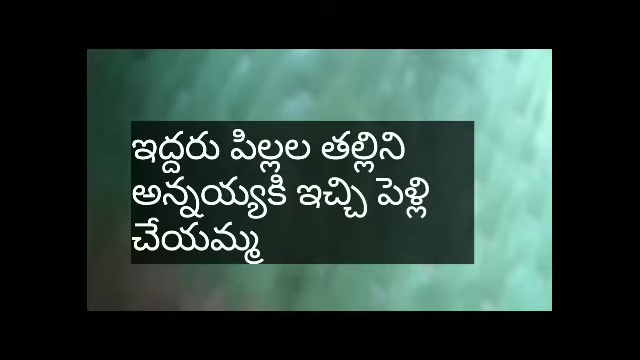 ఇద్దరు పిల్లల తల్లిని
అన్నయ్యకి ఇచ్చి పెళ్లి
చేయమ్మ